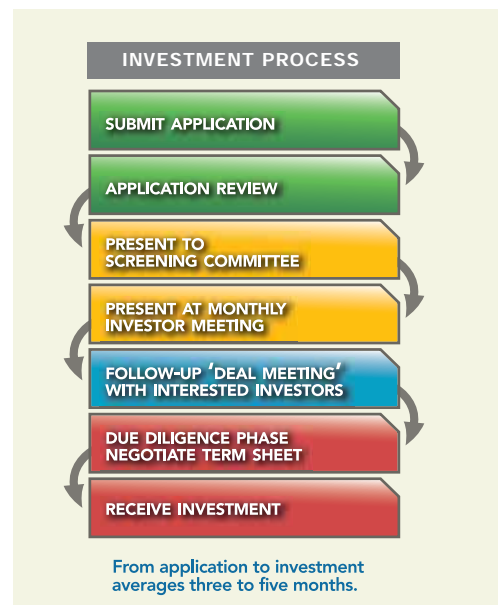 INVESTMENT PROCESS
SUBMIT APPLICATION
APPLICATION REVIEW
PRESENT TO
SCREENING COMMITTEE
PRESENT AT MONTHLY
INVESTOR MEETING
FOLLOW-UP 'DEAL MEETING'
WITH INTERESTED INVESTORS
DUE DILIGENCE PHASE
NEGOTIATE TERM SHEET
RECEIVE INVESTMENT
From application to investment
averages three to five months.